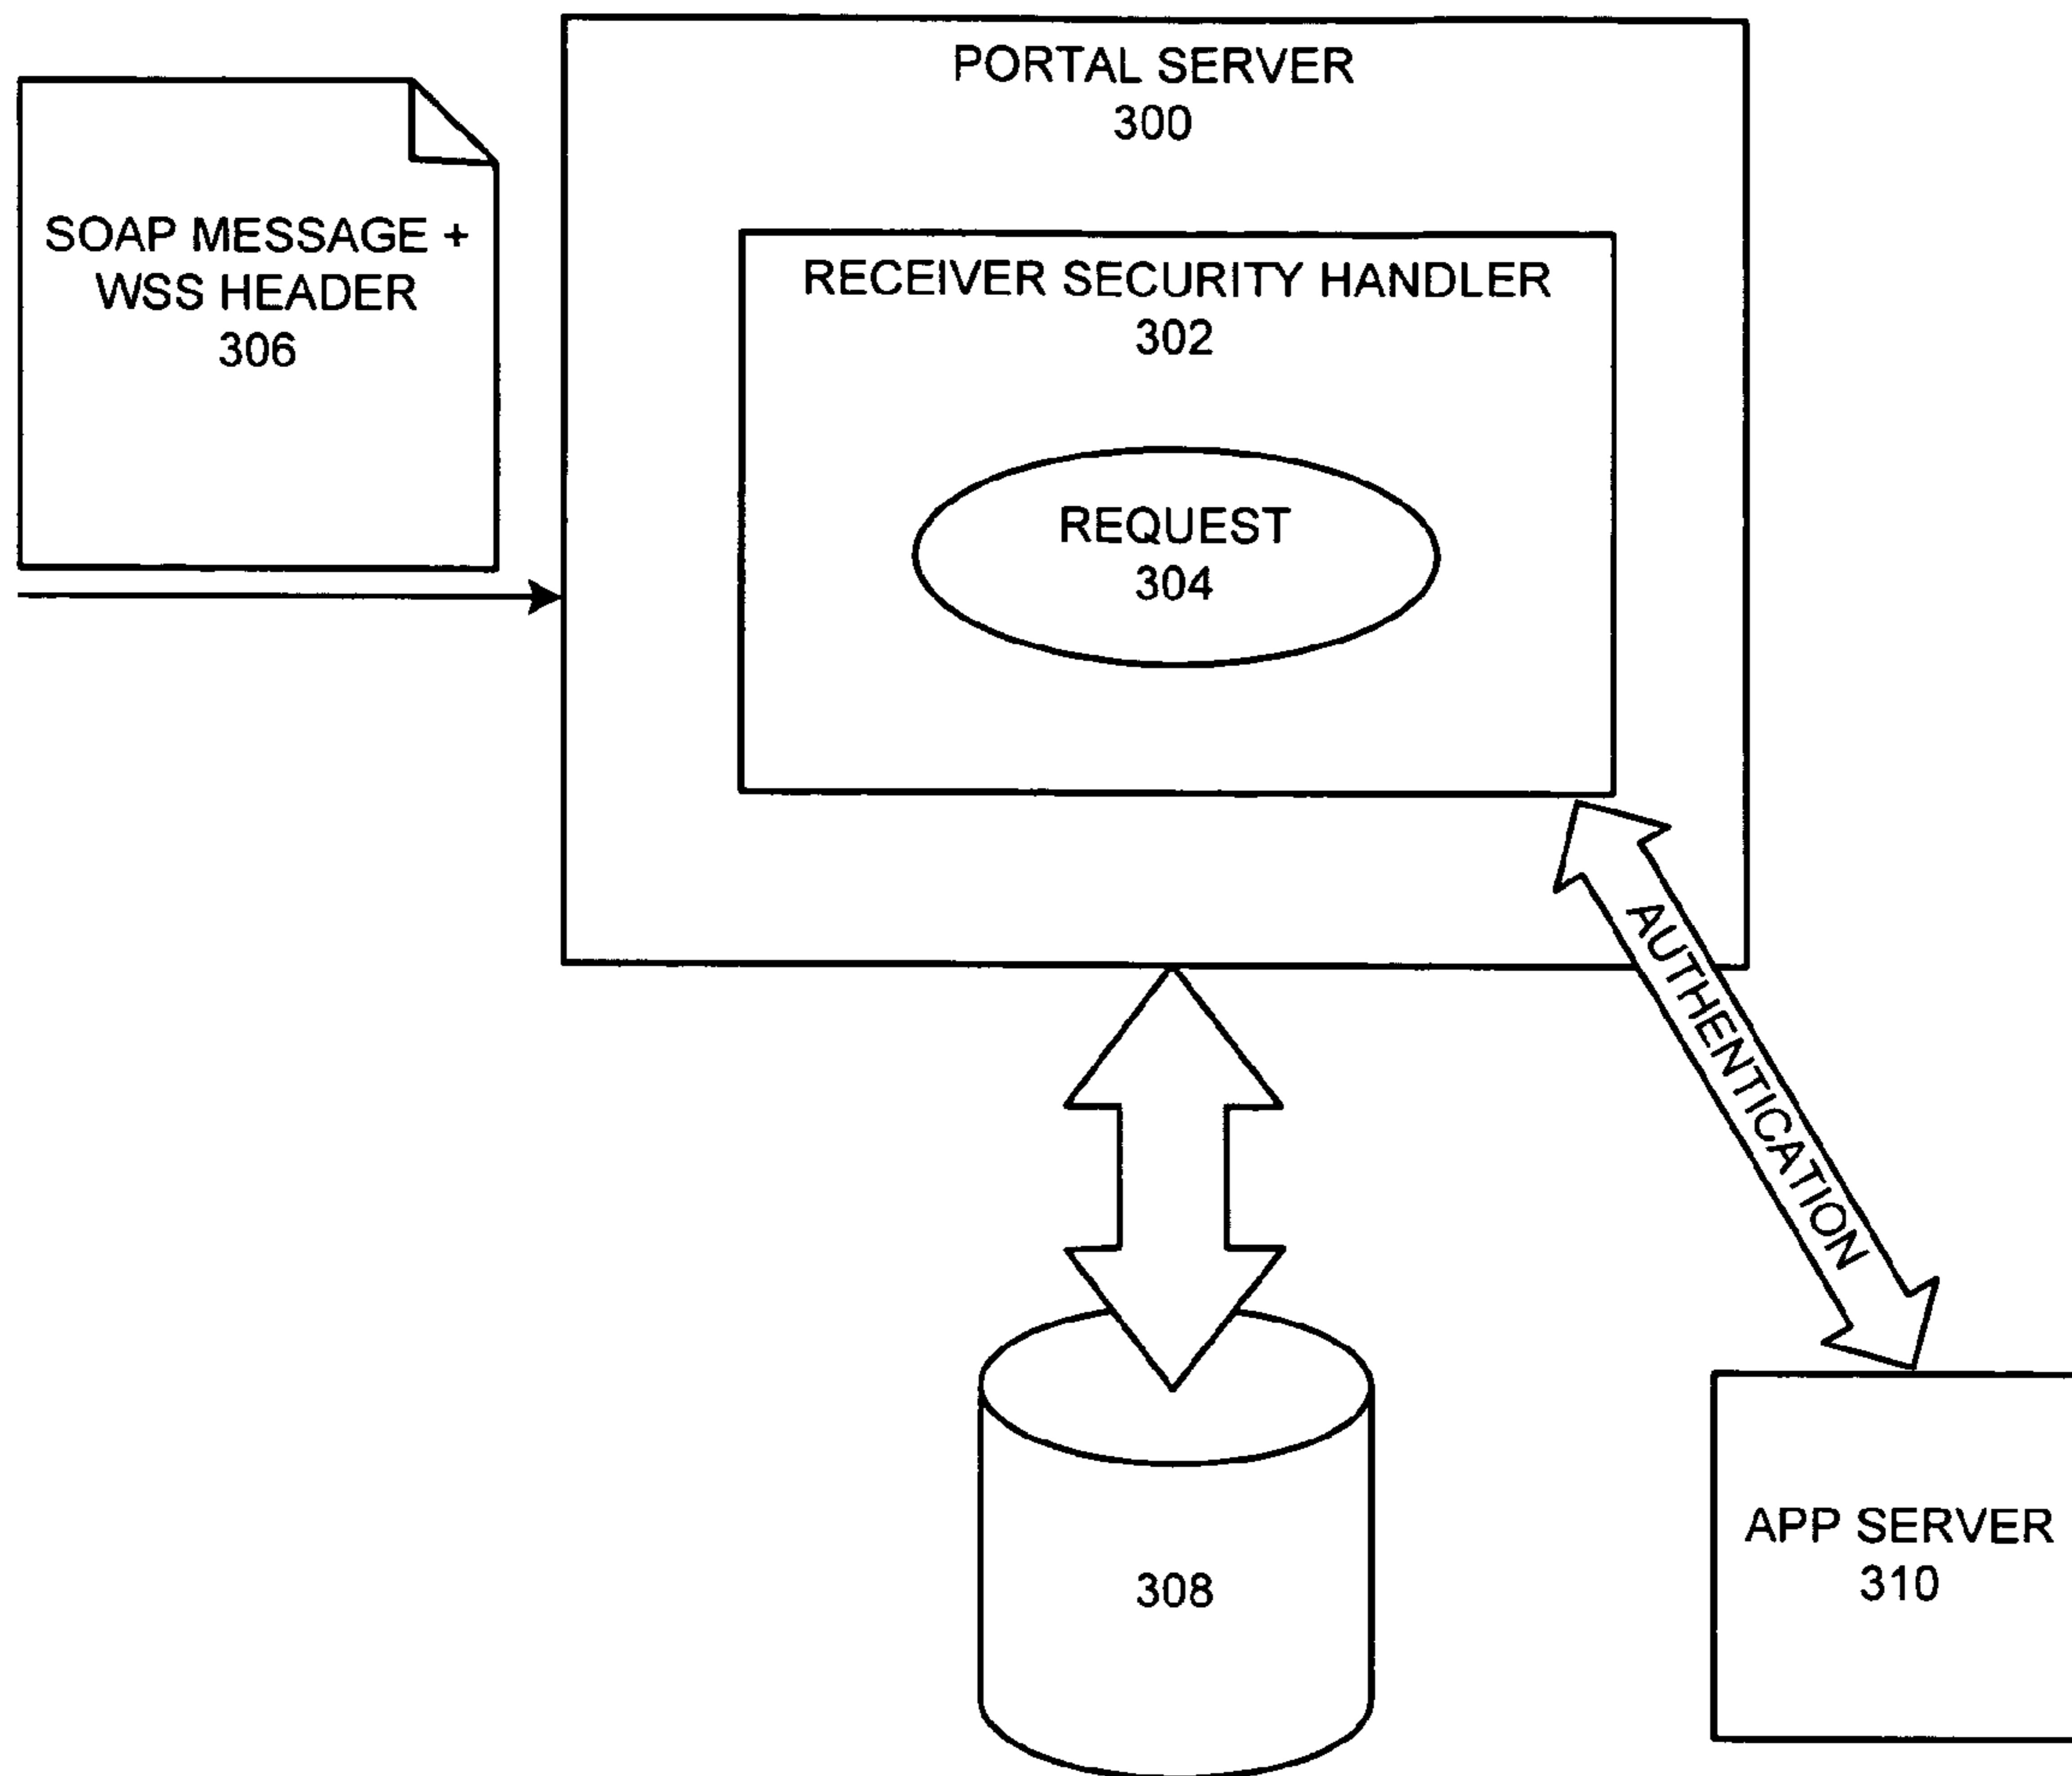 PORTAL SERVER
300
SOAP MESSAGE +
WSS HEADER
306
RECEIVER SECURITY HANDLER
302
REQUEST
304
AUTHENTICATION
308
APP SERVER
310